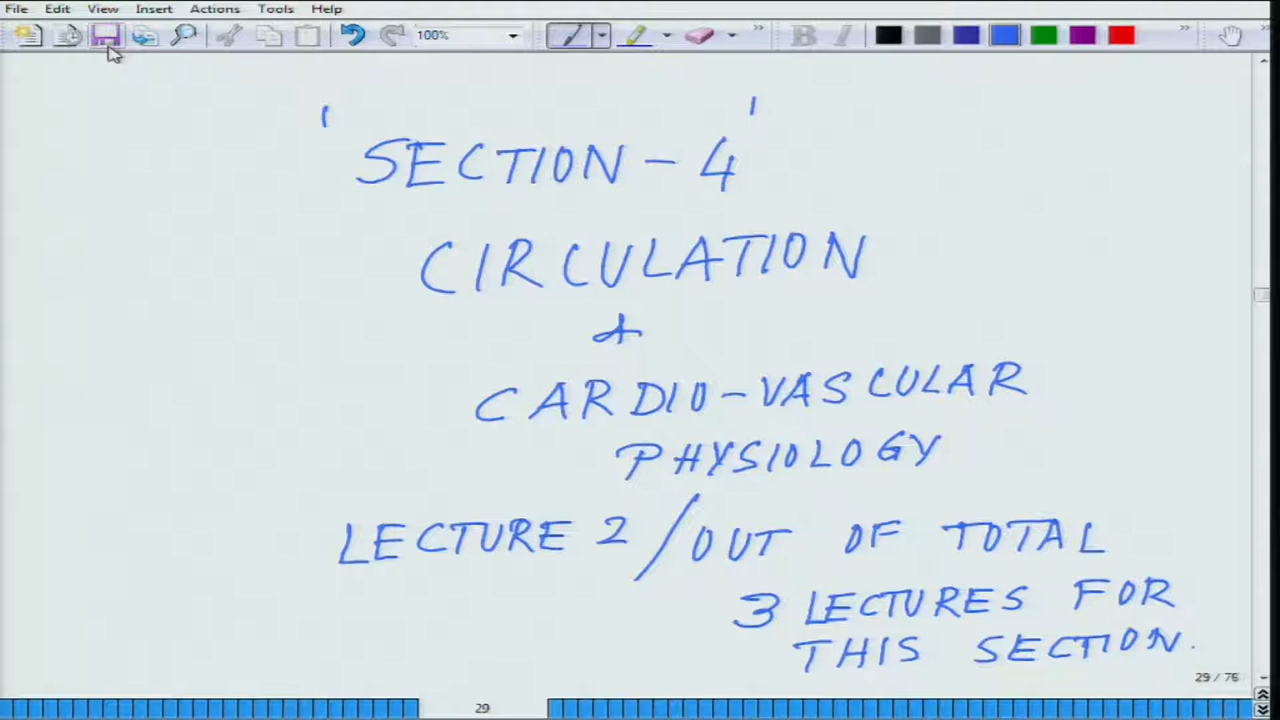 File Edit View Insert Actions Tools Help
100%
'SECTION-4'
CIRCULATION
&
CARDIO-VASCULAR
PHYSIOLOGY
LECTURE 2 / OUT OF TOTAL
3 LECTURES FOR
THIS SECTION.
29 / 76
29